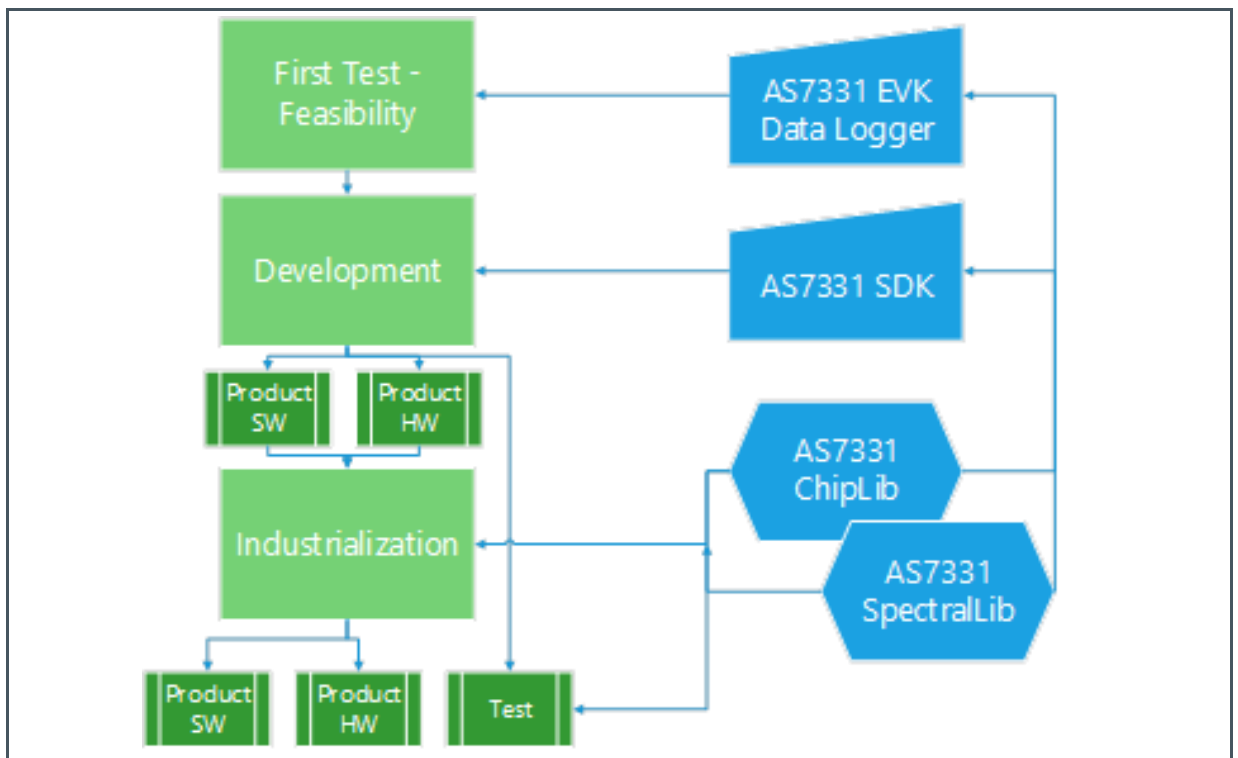 First Test -
Feasibility
AS7331 EVK
Data Logger
Development
AS7331 SDK
Product
SW
Product
HW
AS7331
ChipLib
Industrialization
AS7331
SpectralLib
Product
SW
Product
HW
Test